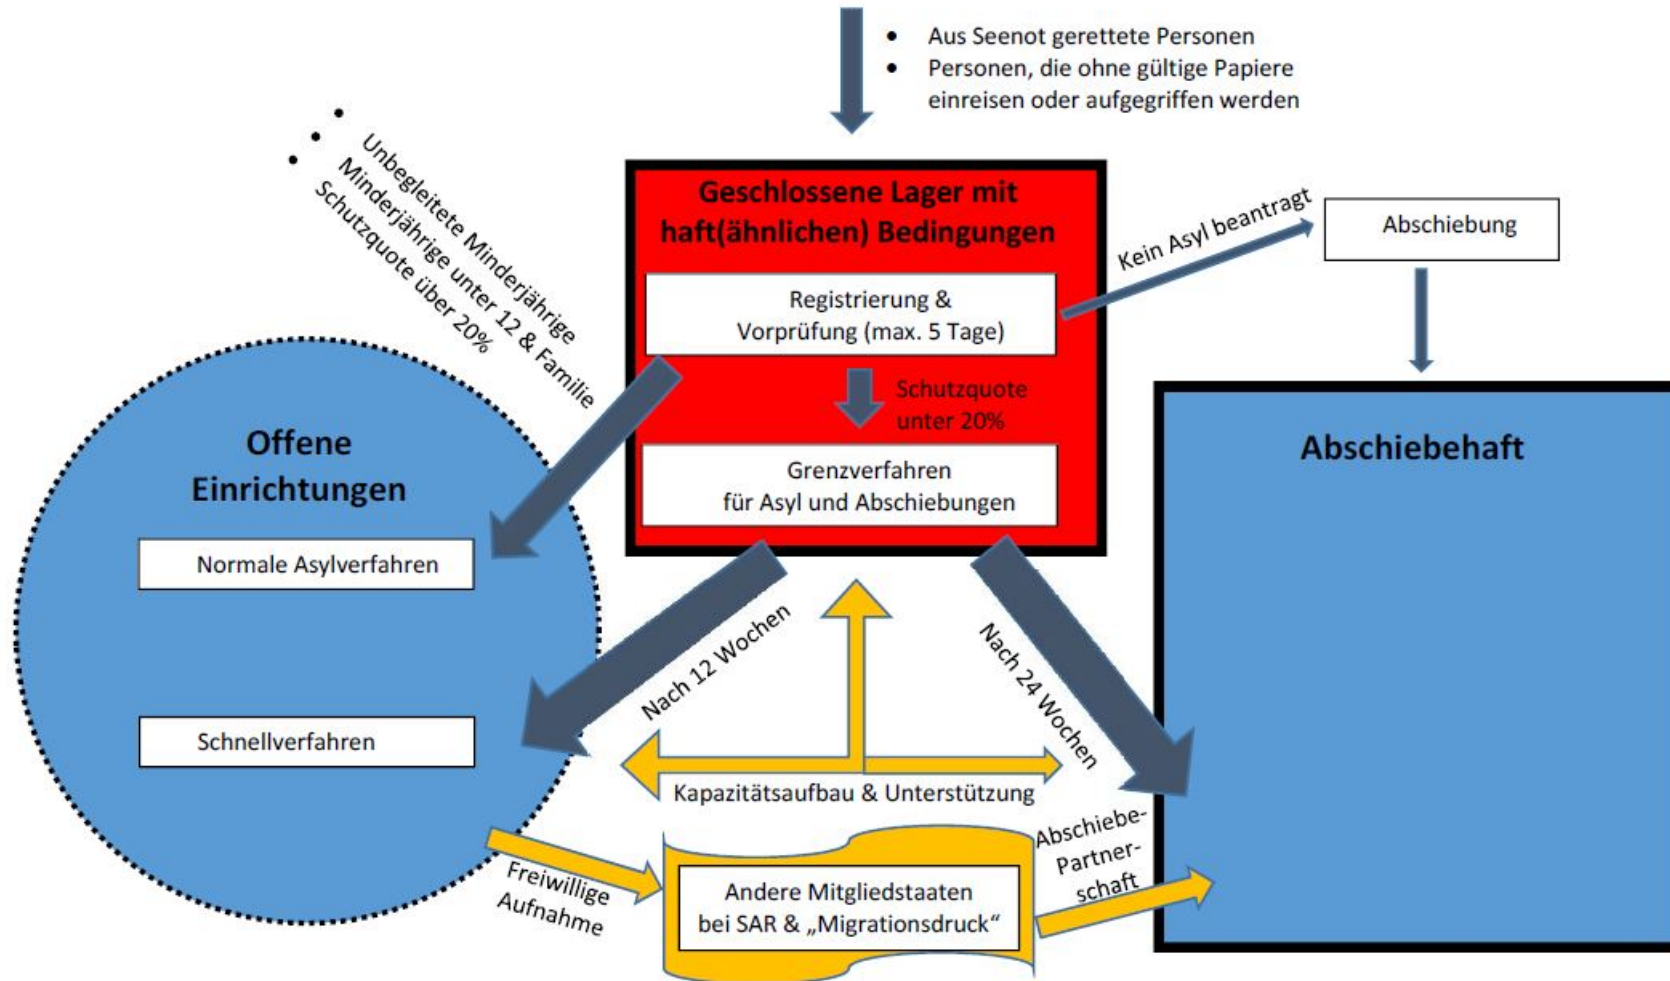 • Aus Seenot gerettete Personen
• Personen, die ohne gültige Papiere
einreisen oder aufgegriffen werden
• Unbegleitete Minderjährige
• Minderjährige unter 12 & Familie
• Schutzquote über 20%
Geschlossene Lager mit
haft(ähnlichen) Bedingungen
Registrierung &
Vorprüfung (max. 5 Tage)
Kein Asyl beantragt
Abschiebung
Schutzquote
unter 20%
Grenzverfahren
für Asyl und Abschiebungen
Offene
Einrichtungen
Normale Asylverfahren
Schnellverfahren
Abschiebehaft
Nach 12 Wochen
Nach 24 Wochen
Kapazitätsaufbau & Unterstützung
Freiwillige
Aufnahme
Andere Mitgliedstaaten
bei SAR & „Migrationsdruck“
Abschiebe-
Partner-
schaft